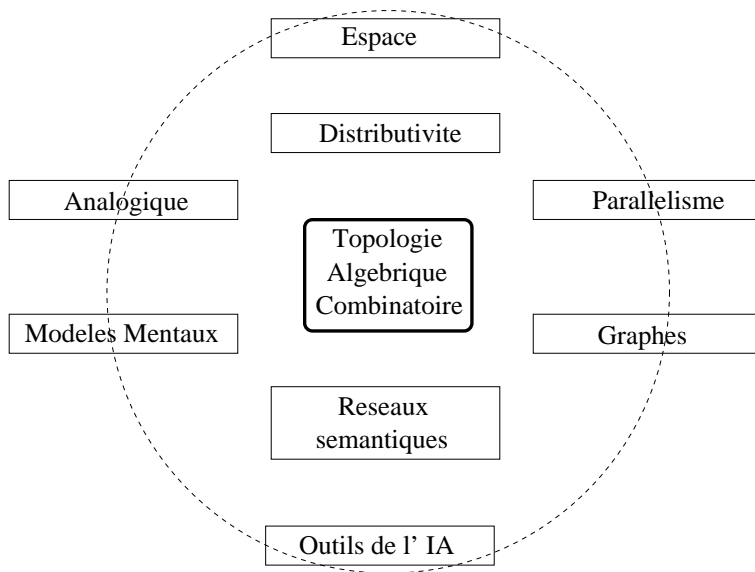 Espace
Distributivite
Analogique
Parallelisme
Topologie
Algebrique
Combinatoire
Modeles Mentaux
Graphes
Reseaux
semantiques
Outils de l' IA